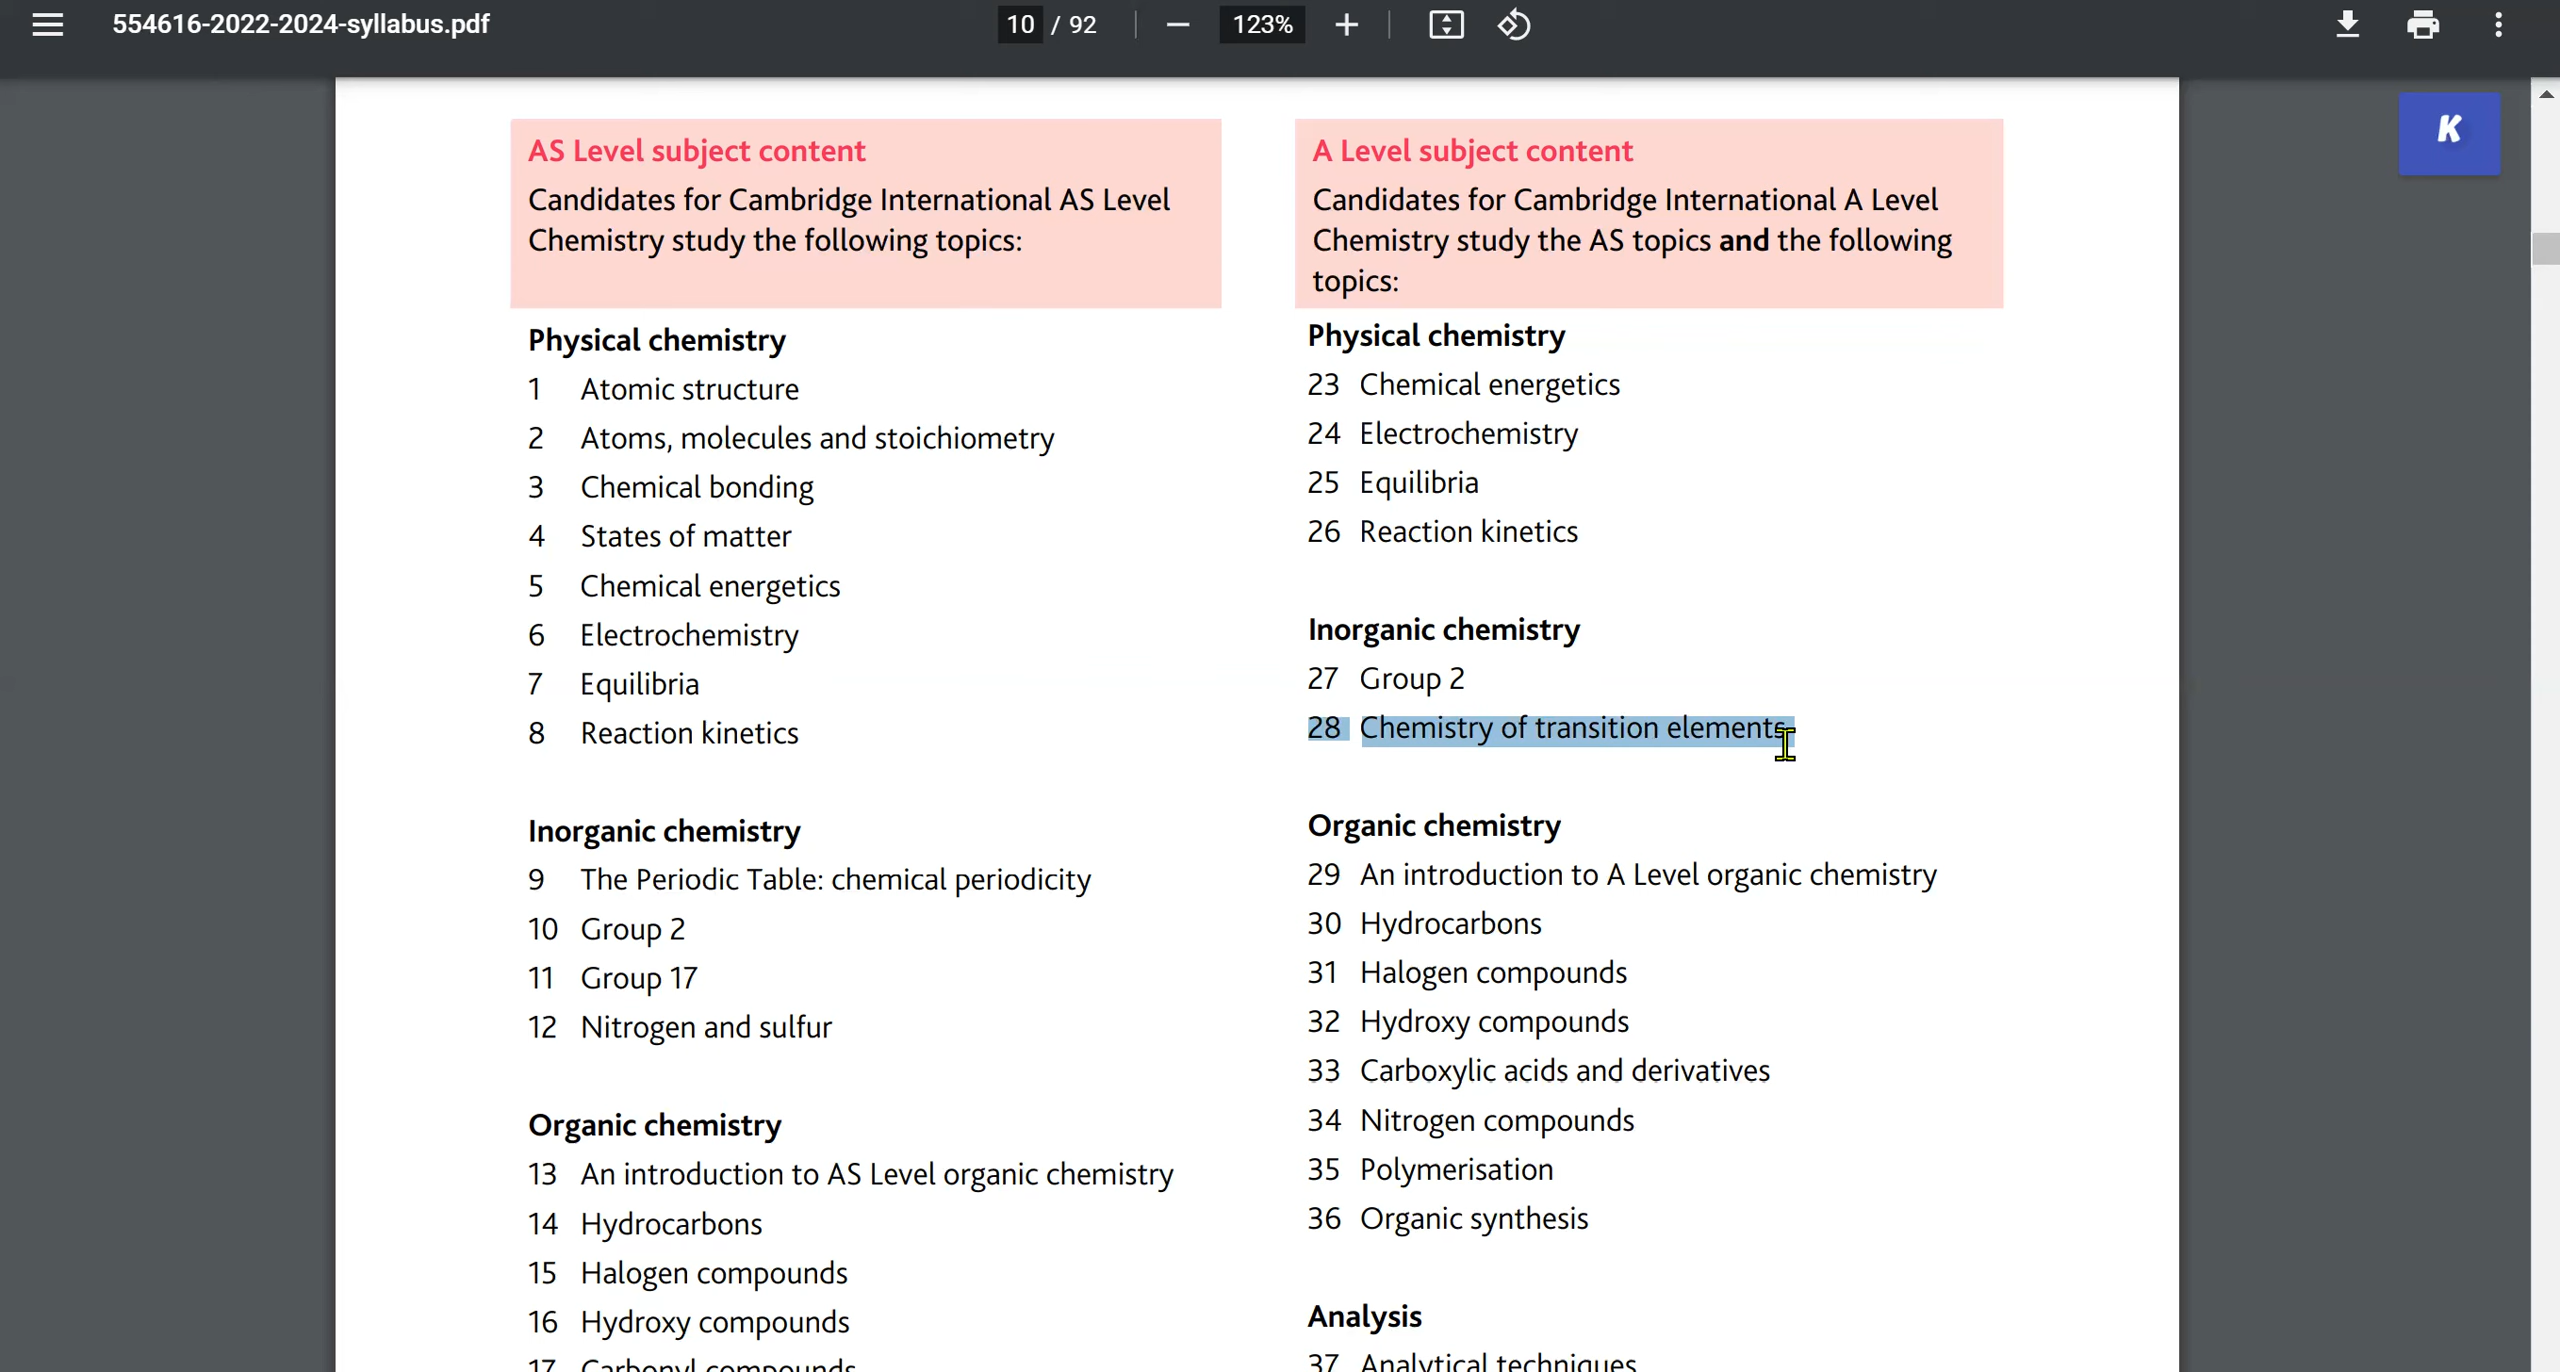 554616-2022-2024-syllabus.pdf
10 / 92
123%
K
AS Level subject content
Candidates for Cambridge International AS Level
Chemistry study the following topics:
Physical chemistry
1 Atomic structure
2 Atoms, molecules and stoichiometry
3 Chemical bonding
4 States of matter
5 Chemical energetics
6 Electrochemistry
7 Equilibria
8 Reaction kinetics
Inorganic chemistry
9 The Periodic Table: chemical periodicity
10 Group 2
11 Group 17
12 Nitrogen and sulfur
Organic chemistry
13 An introduction to AS Level organic chemistry
14 Hydrocarbons
15 Halogen compounds
16 Hydroxy compounds
17 Carbonyl compounds
A Level subject content
Candidates for Cambridge International A Level
Chemistry study the AS topics and the following
topics:
Physical chemistry
23 Chemical energetics
24 Electrochemistry
25 Equilibria
26 Reaction kinetics
Inorganic chemistry
27 Group 2
28 Chemistry of transition elements
Organic chemistry
29 An introduction to A Level organic chemistry
30 Hydrocarbons
31 Halogen compounds
32 Hydroxy compounds
33 Carboxylic acids and derivatives
34 Nitrogen compounds
35 Polymerisation
36 Organic synthesis
Analysis
37 Analytical techniques